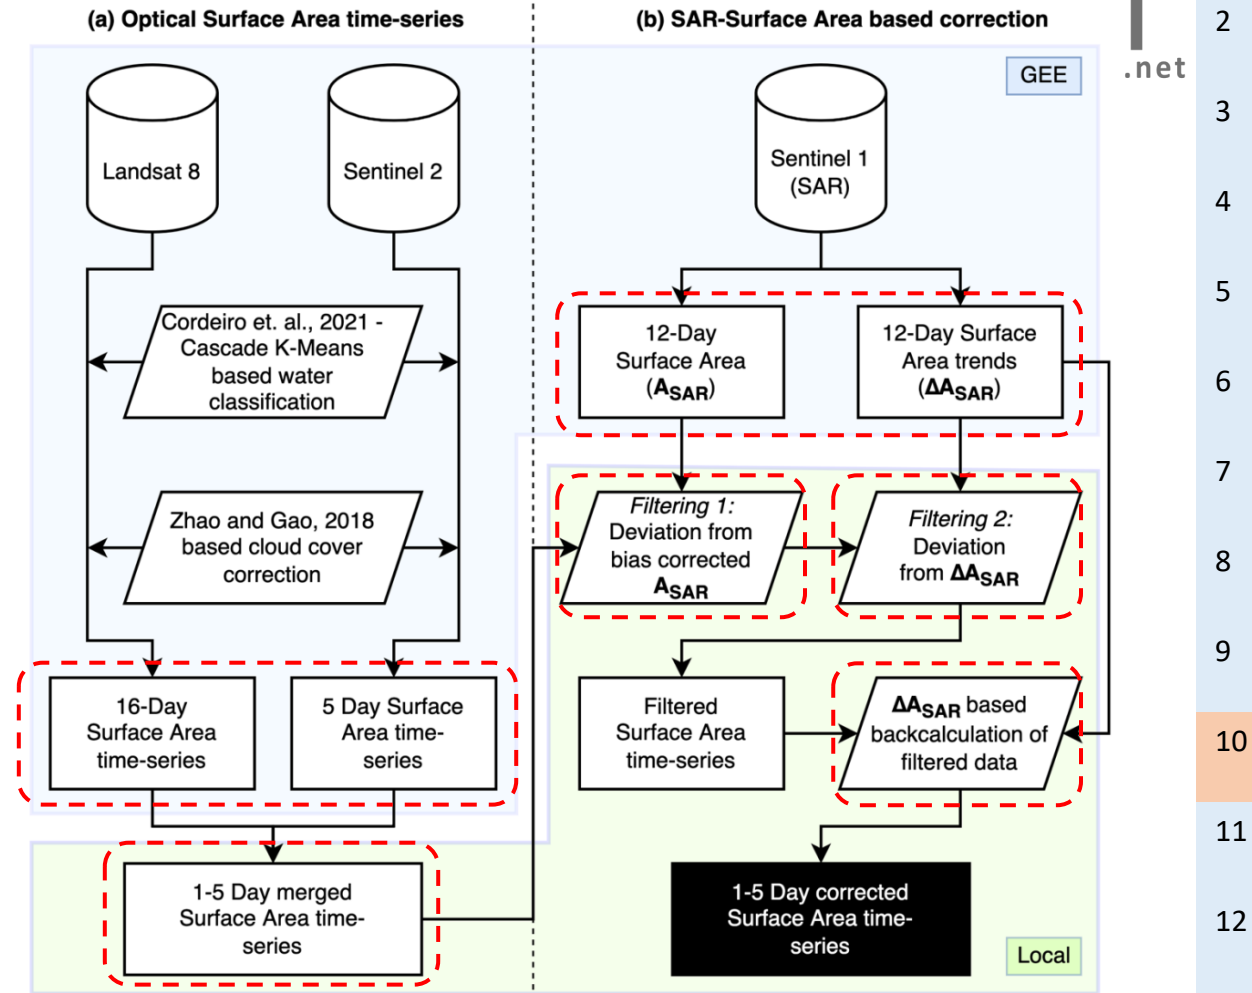 (a) Optical Surface Area time-series
(b) SAR-Surface Area based correction
GEE
.net
Landsat 8
Sentinel 2
Sentinel 1
(SAR)
Cordeiro et. al., 2021 -
Cascade K-Means
based water
classification
12-Day
Surface Area
(A_SAR)
12-Day Surface
Area trends
(ΔA_SAR)
Zhao and Gao, 2018
based cloud cover
correction
Filtering 1:
Deviation from
bias corrected
A_SAR
Filtering 2:
Deviation
from ΔA_SAR
16-Day
Surface Area
time-series
5 Day Surface
Area time-
series
Filtered
Surface Area
time-series
ΔA_SAR based
backcalculation of
filtered data
1-5 Day merged
Surface Area time-
series
1-5 Day corrected
Surface Area time-
series
Local
2
3
4
5
6
7
8
9
10
11
12